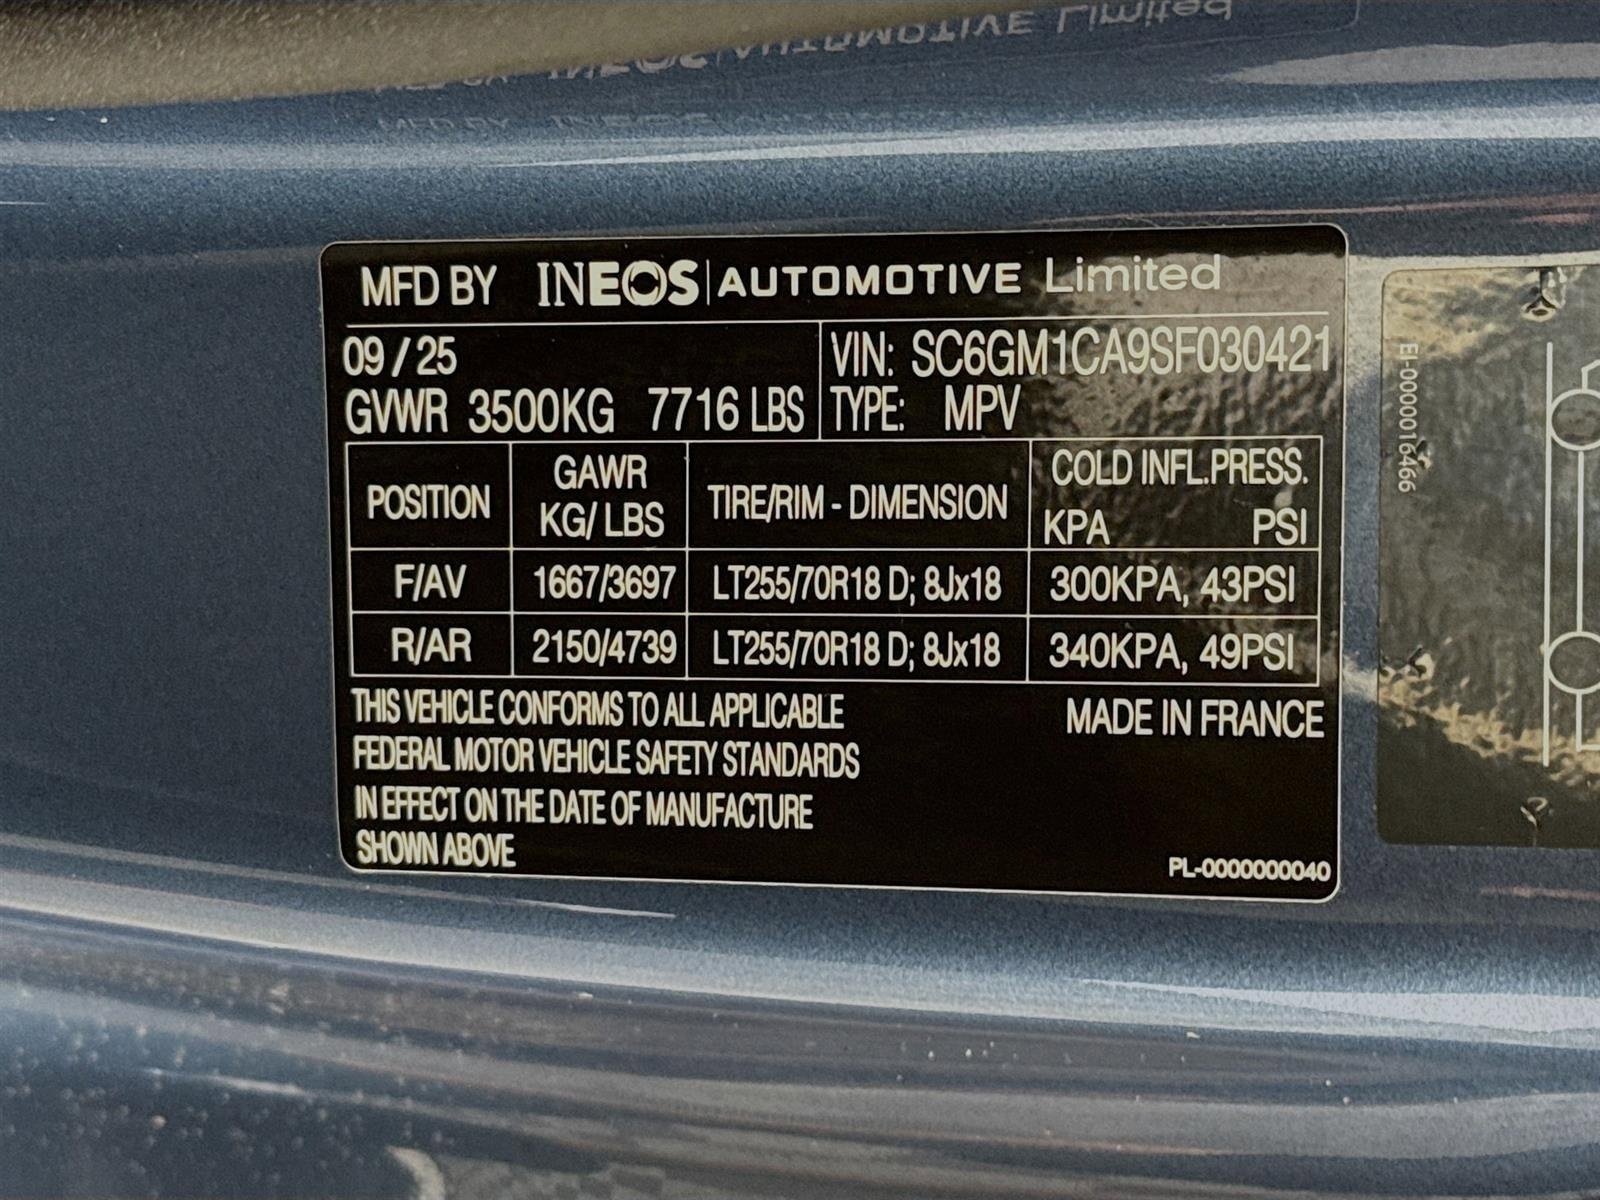 MFD BY INEOS AUTOMOTIVE Limited
09 / 25
VIN: SC6GM1CA9SF030421
GVWR 3500KG 7716 LBS
TYPE: MPV
POSITION GAWR KG/ LBS TIRE/RIM - DIMENSION COLD INFL.PRESS. KPA PSI
F/AV 1667/3697 LT255/70R18 D; 8Jx18 300KPA, 43PSI
R/AR 2150/4739 LT255/70R18 D; 8Jx18 340KPA, 49PSI
THIS VEHICLE CONFORMS TO ALL APPLICABLE
FEDERAL MOTOR VEHICLE SAFETY STANDARDS
IN EFFECT ON THE DATE OF MANUFACTURE
SHOWN ABOVE
MADE IN FRANCE
PL-0000000040
EI-0000016466